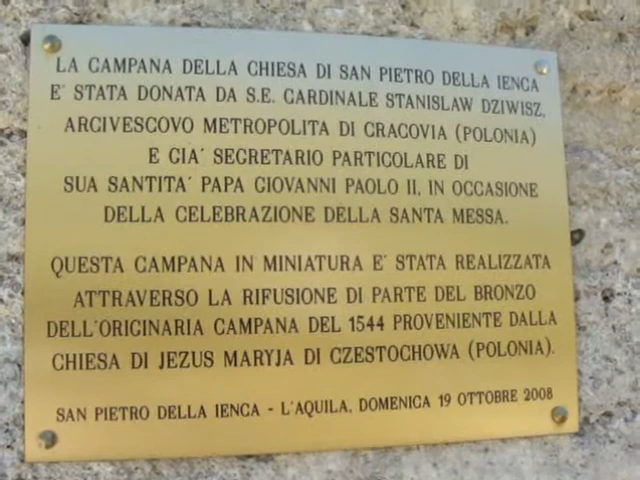 LA CAMPANA DELLA CHIESA DI SAN PIETRO DELLA IENCA
E' STATA DONATA DA S.E. CARDINALE STANISLAW DZIWISZ,
ARCIVESCOVO METROPOLITA DI CRACOVIA (POLONIA)
E GIA' SEGRETARIO PARTICOLARE DI
SUA SANTITA' PAPA GIOVANNI PAOLO II, IN OCCASIONE
DELLA CELEBRAZIONE DELLA SANTA MESSA.
QUESTA CAMPANA IN MINIATURA E' STATA REALIZZATA
ATTRAVERSO LA RIFUSIONE DI PARTE DEL BRONZO
DELL'ORIGINARIA CAMPANA DEL 1544 PROVENIENTE DALLA
CHIESA DI JEZUS MARYJA DI CZESTOCHOWA (POLONIA).
SAN PIETRO DELLA IENCA - L'AQUILA, DOMENICA 19 OTTOBRE 2008